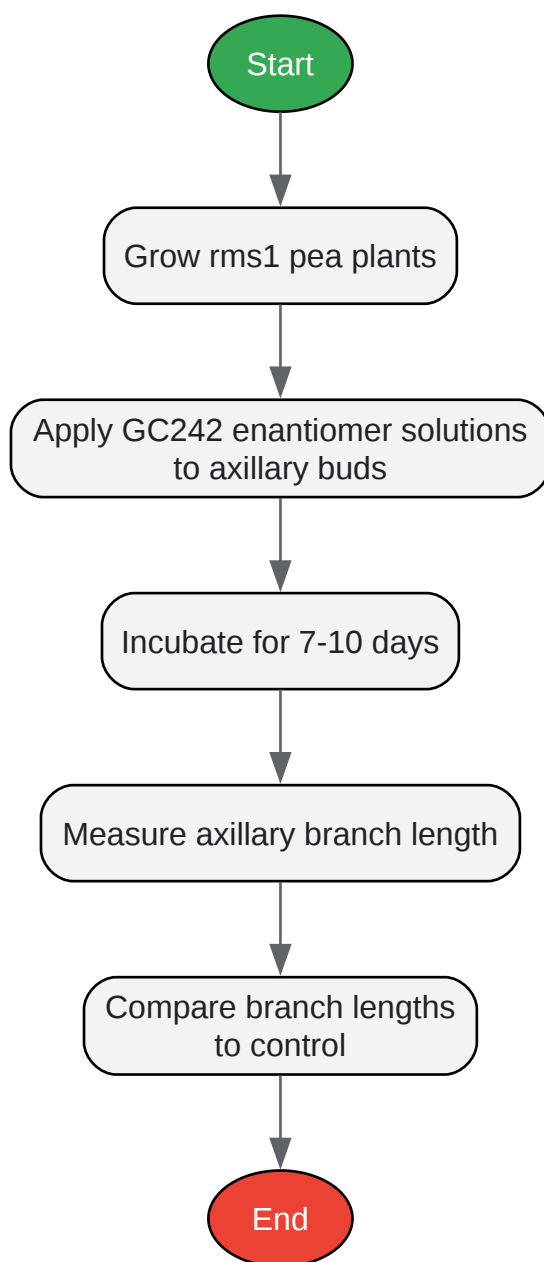 Start
Grow rms1 pea plants
Apply GC242 enantiomer solutions
to axillary buds
Incubate for 7-10 days
Measure axillary branch length
Compare branch lengths
to control
End